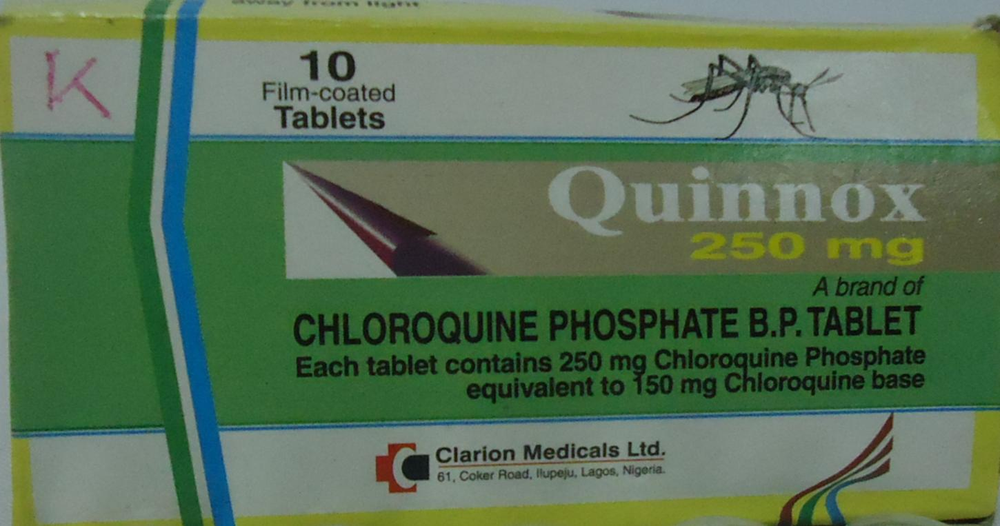 away from light
K
10
Film-coated
Tablets
Quinnox
250 mg
A brand of
CHLOROQUINE PHOSPHATE B.P. TABLET
Each tablet contains 250 mg Chloroquine Phosphate
equivalent to 150 mg Chloroquine base
Clarion Medicals Ltd.
61, Coker Road, Ilupeju, Lagos, Nigeria.